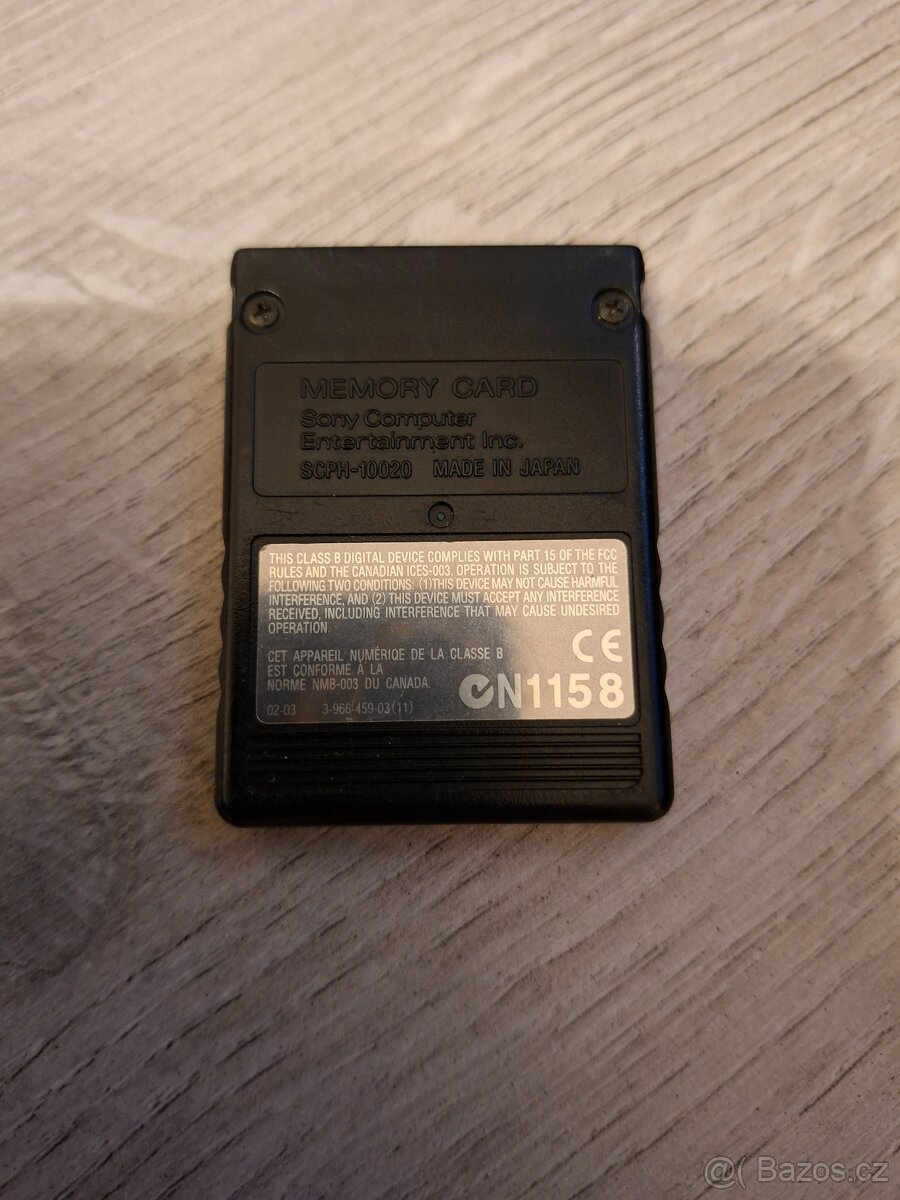 MEMORY CARD
Sony Computer
Entertainment Inc.
SCPH-10020 MADE IN JAPAN
THIS CLASS B DIGITAL DEVICE COMPLIES WITH PART 15 OF THE FCC
RULES AND THE CANADIAN ICES-003. OPERATION IS SUBJECT TO THE
FOLLOWING TWO CONDITIONS: (1)THIS DEVICE MAY NOT CAUSE HARMFUL
INTERFERENCE, AND (2) THIS DEVICE MUST ACCEPT ANY INTERFERENCE
RECEIVED, INCLUDING INTERFERENCE THAT MAY CAUSE UNDESIRED
OPERATION.
CET APPAREIL NUMÉRIQE DE LA CLASSE B
EST CONFORME À LA
NORME NMB-003 DU CANADA.
CE
N1158
02-03 3-966-459-03(11)
@( Bazos.cz